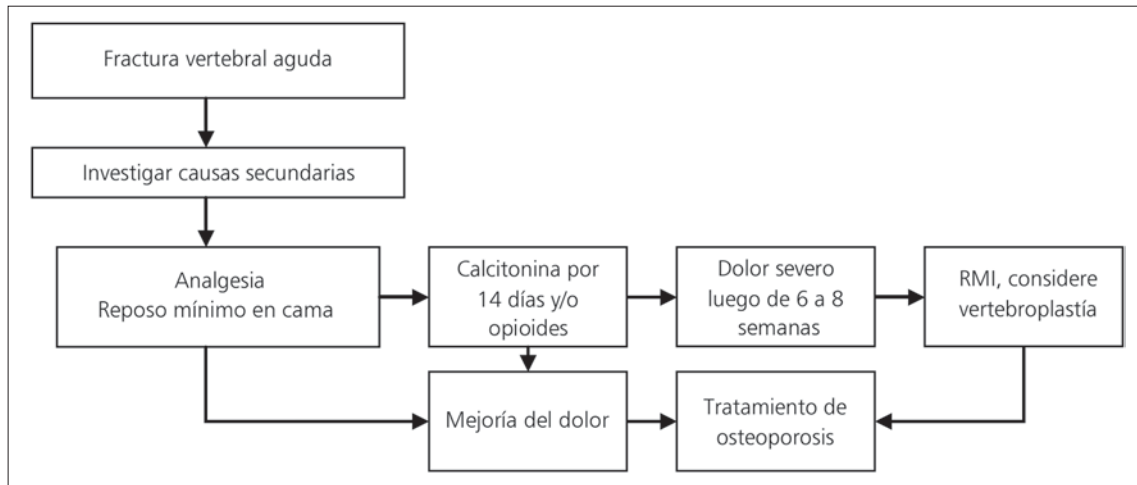 Fractura vertebral aguda
Investigar causas secundarias
Analgesia
Reposo mínimo en cama
Calcitonina por
14 días y/o
opioides
Dolor severo
luego de 6 a 8
semanas
RMI, considere
vertebroplastía
Mejoría del dolor
Tratamiento de
osteoporosis